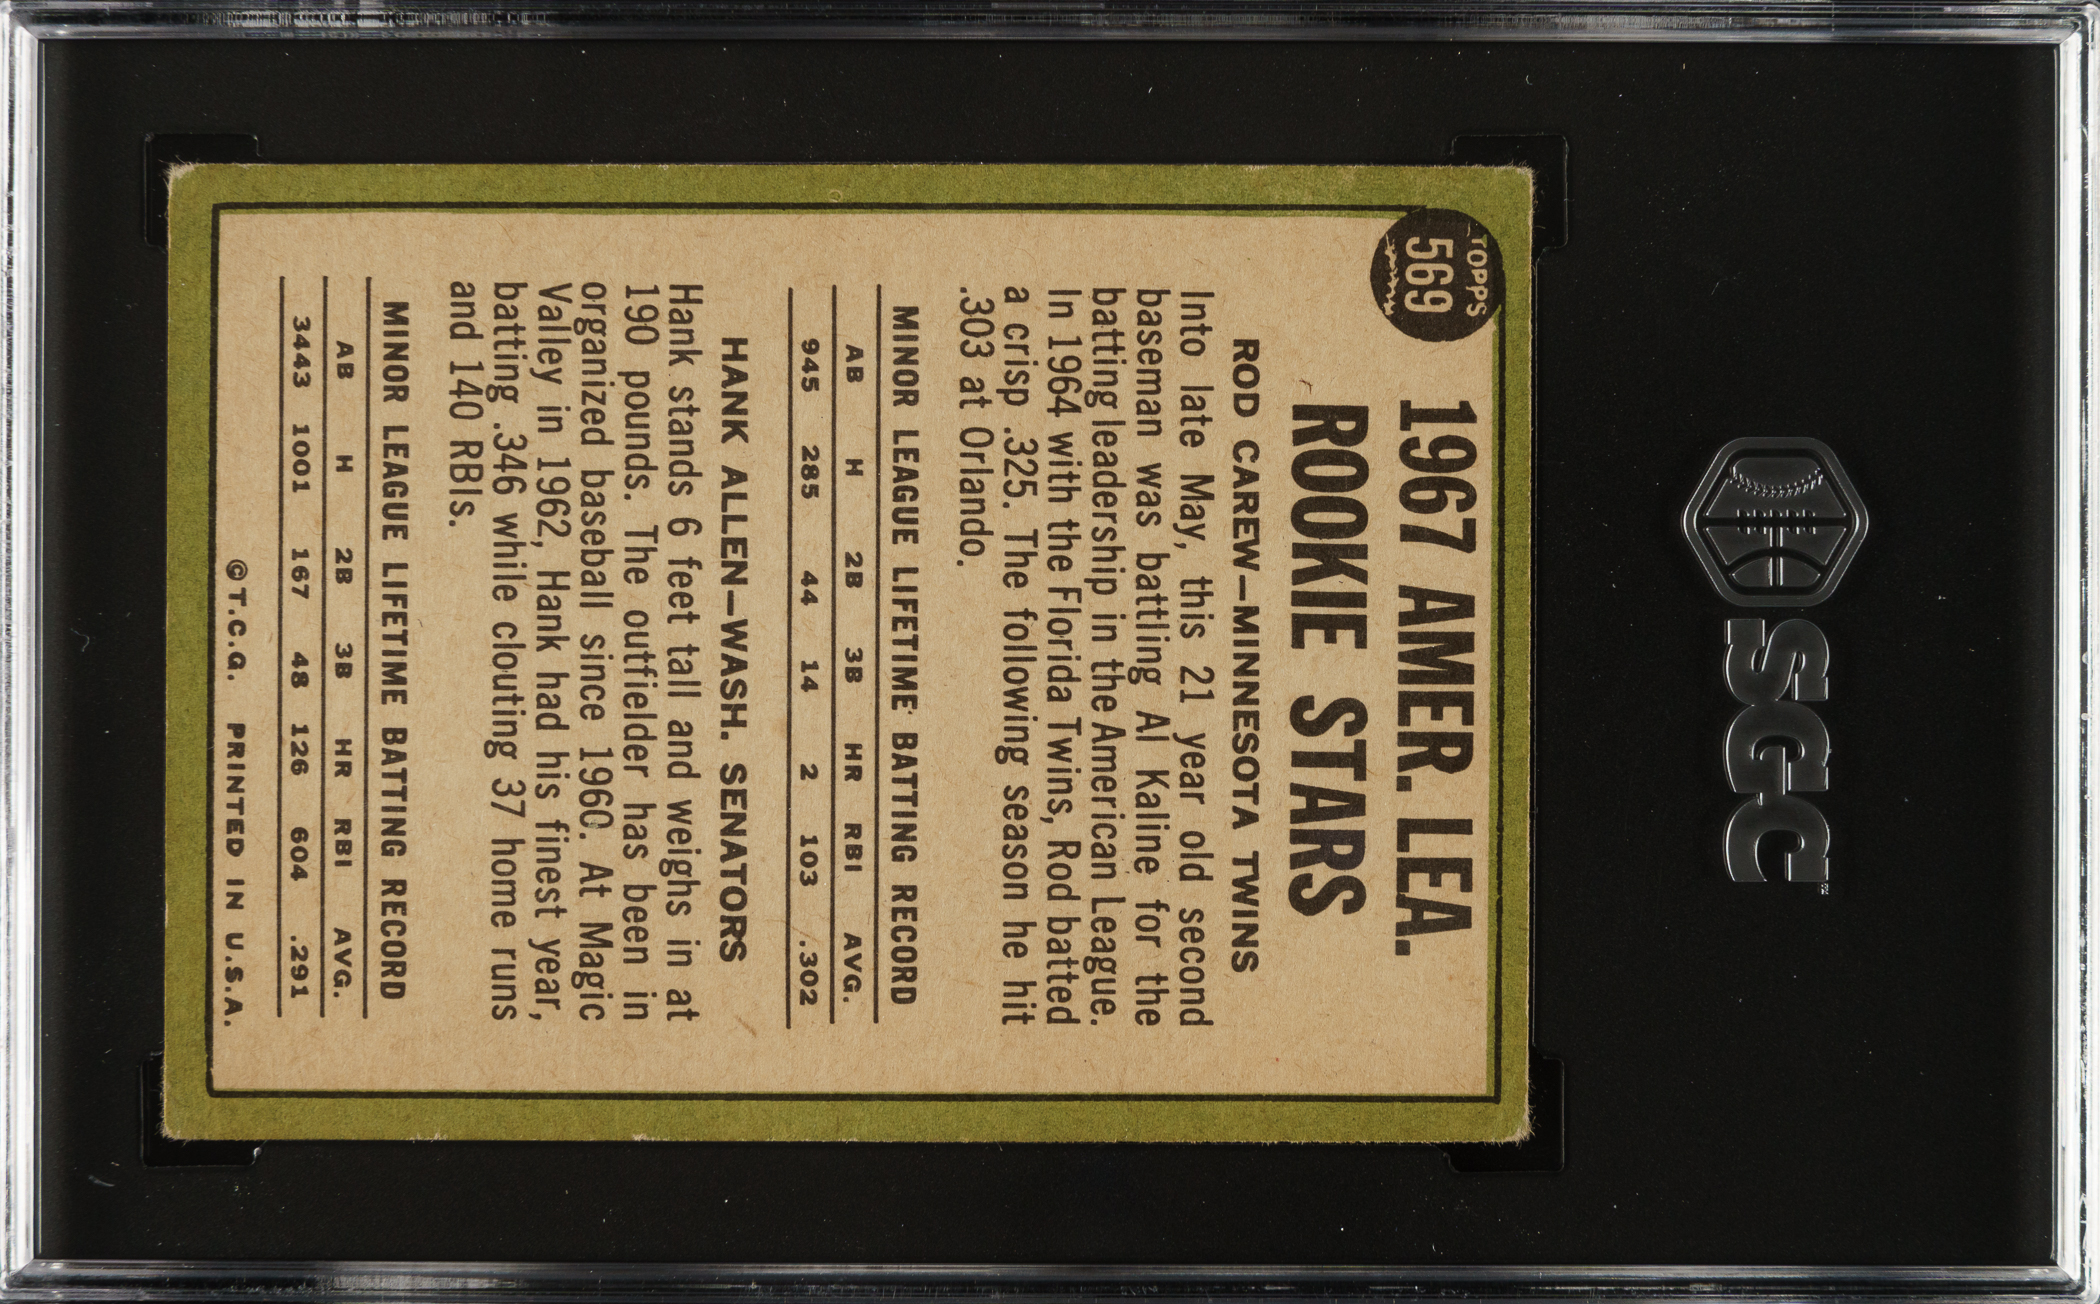 SGC
TM
TOPPS
569
1967 AMER. LEA.
ROOKIE STARS
ROD CAREW—MINNESOTA TWINS
Into late May, this 21 year old second
baseman was battling Al Kaline for the
batting leadership in the American League.
In 1964 with the Florida Twins, Rod batted
a crisp .325. The following season he hit
.303 at Orlando.
MINOR LEAGUE LIFETIME BATTING RECORD
AB H 2B 3B HR RBI AVG.
945 285 44 14 2 103 .302
HANK ALLEN—WASH. SENATORS
Hank stands 6 feet tall and weighs in at
190 pounds. The outfielder has been in
organized baseball since 1960. At Magic
Valley in 1962, Hank had his finest year,
batting .346 while clouting 37 home runs
and 140 RBIs.
MINOR LEAGUE LIFETIME BATTING RECORD
AB H 2B 3B HR RBI AVG.
3443 1001 167 48 126 604 .291
©T.C.G. PRINTED IN U.S.A.